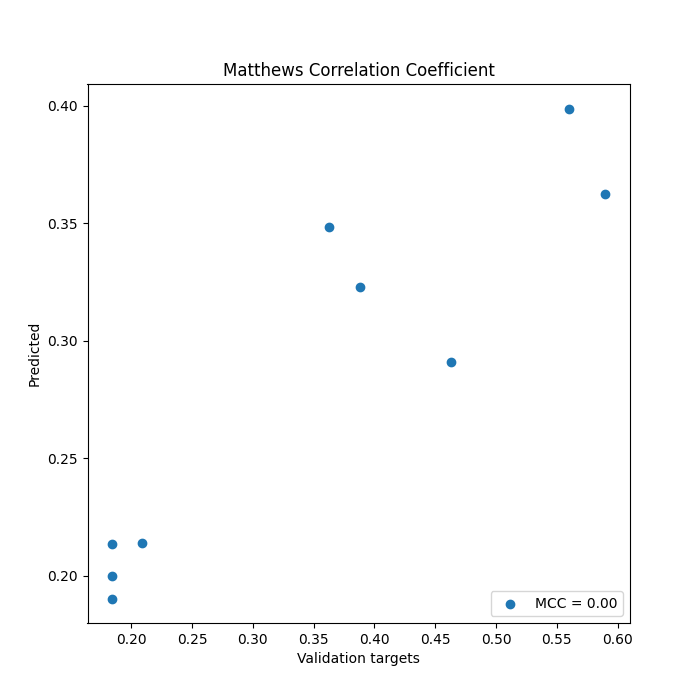 Matthews Correlation Coefficient
0.40
0.35
0.30
0.25
0.20
Predicted
MCC = 0.00
0.20 0.25 0.30 0.35 0.40 0.45 0.50 0.55 0.60
Validation targets